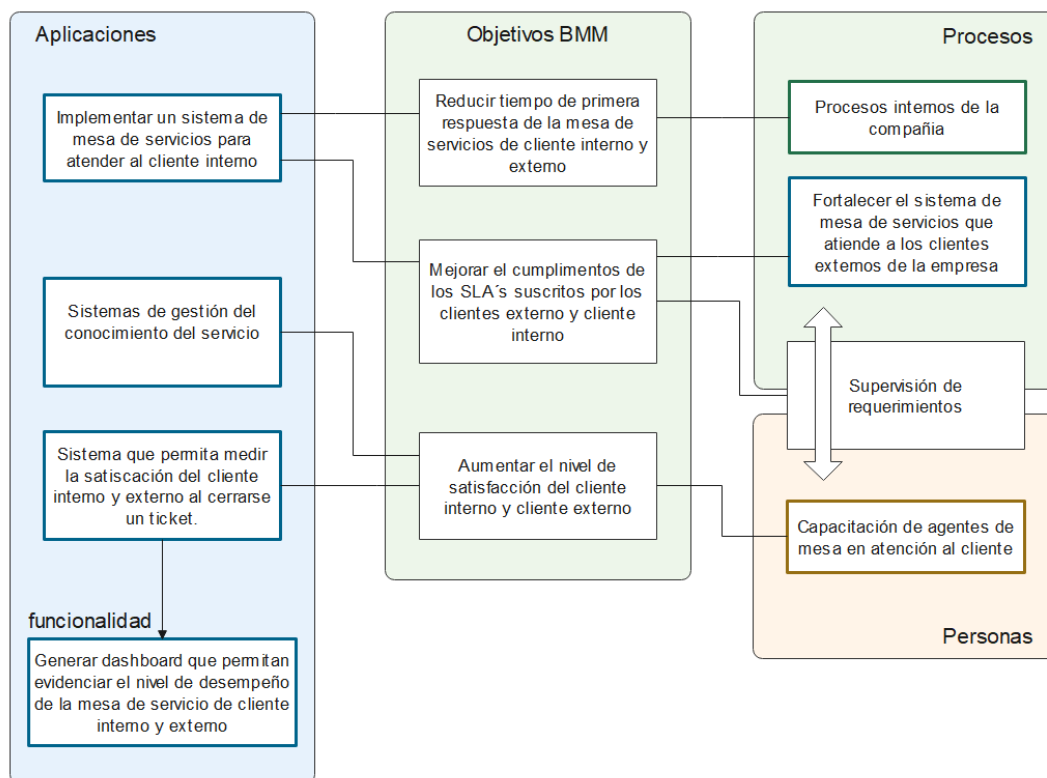 Aplicaciones
Implementar un sistema de
mesa de servicios para
atender al cliente interno
Sistemas de gestión del
conocimiento del servicio
Sistema que permita medir
la satiscación del cliente
interno y externo al cerrarse
un ticket.
funcionalidad
Generar dashboard que permitan
evidenciar el nivel de desempeño
de la mesa de servicio de cliente
interno y externo
Objetivos BMM
Reducir tiempo de primera
respuesta de la mesa de
servicios de cliente interno y
externo
Mejorar el cumplimentos de
los SLA´s suscritos por los
clientes externo y cliente
interno
Aumentar el nivel de
satisfacción del cliente
interno y cliente externo
Procesos
Procesos internos de la
compañia
Fortalecer el sistema de
mesa de servicios que
atiende a los clientes
externos de la empresa
Supervisión de
requerimientos
Capacitación de agentes de
mesa en atención al cliente
Personas